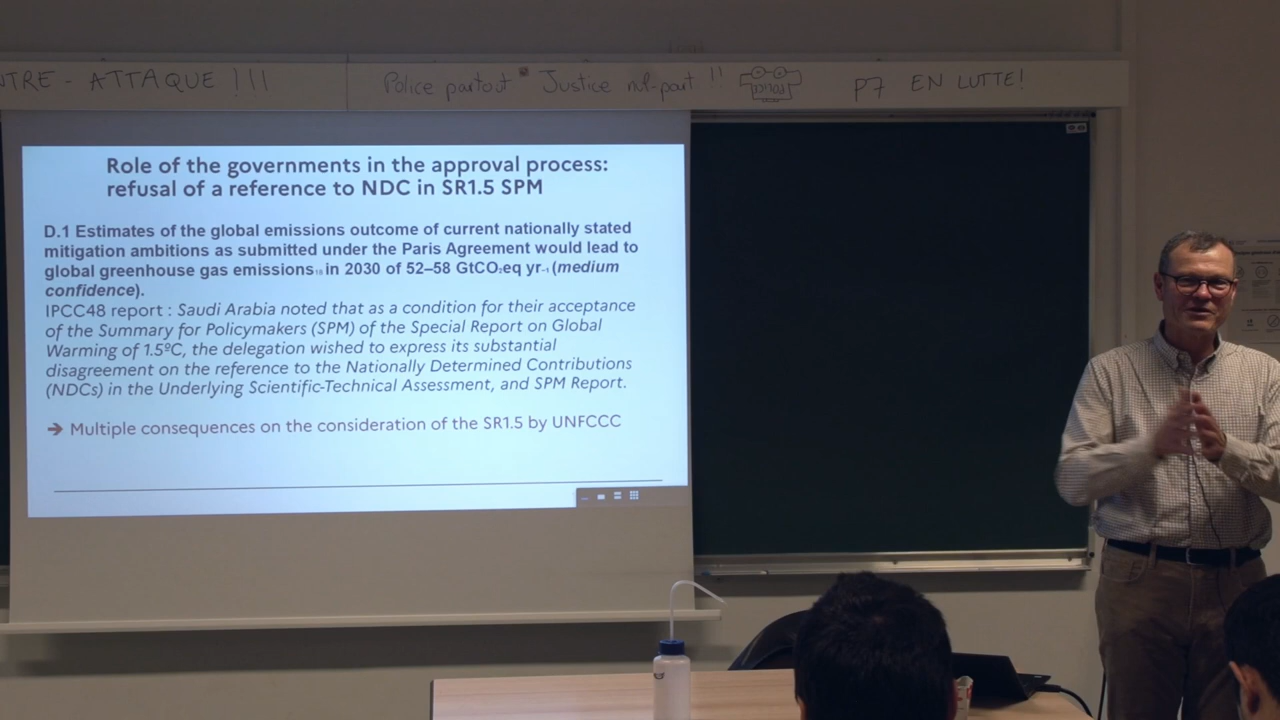 NTRE - ATTAQUE !!!
Police partout Justice nul-part !!
P7 EN LUTTE!
Role of the governments in the approval process:
refusal of a reference to NDC in SR1.5 SPM
D.1 Estimates of the global emissions outcome of current nationally stated
mitigation ambitions as submitted under the Paris Agreement would lead to
global greenhouse gas emissions18 in 2030 of 52–58 GtCO2eq yr-1 (medium
confidence).
IPCC48 report : Saudi Arabia noted that as a condition for their acceptance
of the Summary for Policymakers (SPM) of the Special Report on Global
Warming of 1.5ºC, the delegation wished to express its substantial
disagreement on the reference to the Nationally Determined Contributions
(NDCs) in the Underlying Scientific-Technical Assessment, and SPM Report.
➔ Multiple consequences on the consideration of the SR1.5 by UNFCCC